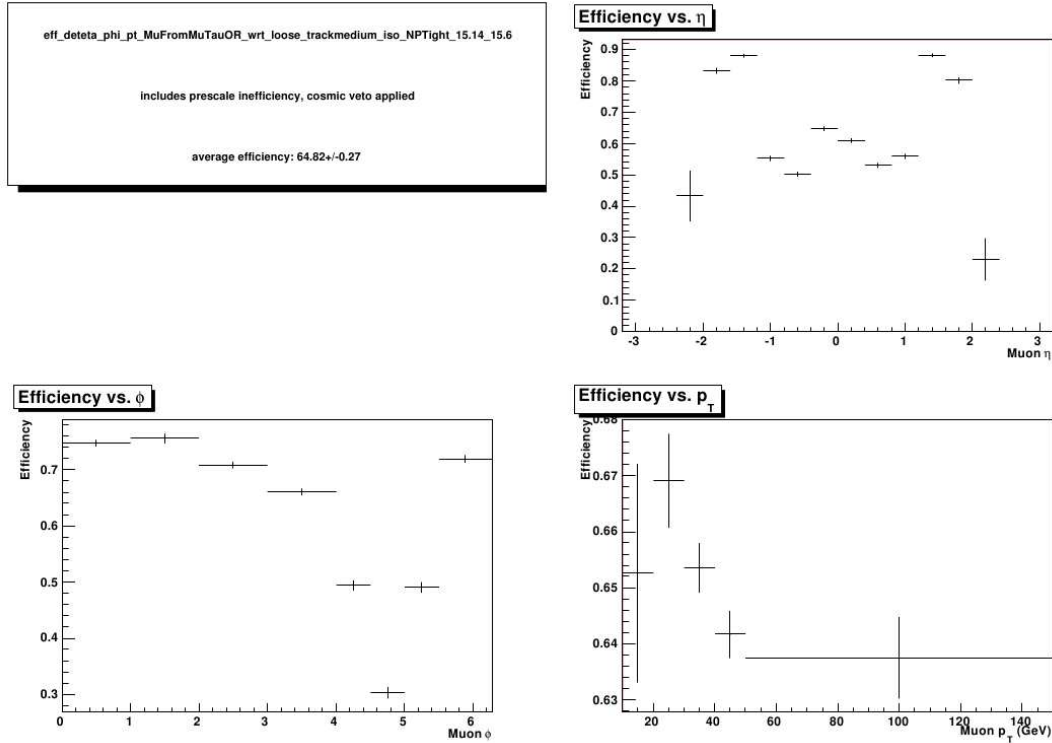 eff_deteta_phi_pt_MuFromMuTauOR_wrt_loose_trackmedium_iso_NPTight_15.14_15.6
includes prescale inefficiency, cosmic veto applied
average efficiency: 64.82+/-0.27
Efficiency vs. η
Efficiency
0.9
0.8
0.7
0.6
0.5
0.4
0.3
0.2
0.1
0
-3 -2 -1 0 1 2 3
Muon η
Efficiency vs. ϕ
Efficiency
0.7
0.6
0.5
0.4
0.3
0 1 2 3 4 5 6
Muon ϕ
Efficiency vs. p_T
Efficiency
0.68
0.67
0.66
0.65
0.64
0.63
20 40 60 80 100 120 140
Muon p_T (GeV)